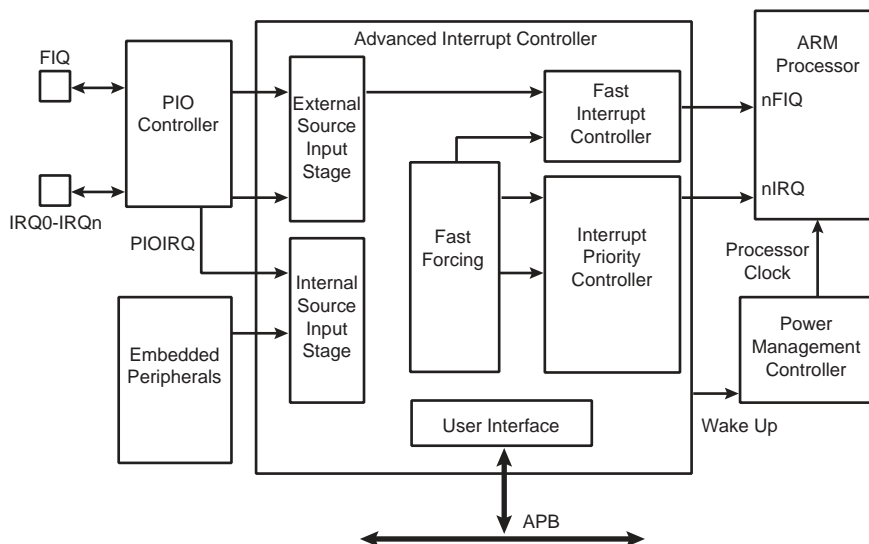 Advanced Interrupt Controller
FIQ
PIO
Controller
IRQ0-IRQn
PIOIRQ
External
Source
Input
Stage
Fast
Interrupt
Controller
ARM
Processor
nFIQ
nIRQ
Fast
Forcing
Interrupt
Priority
Controller
Internal
Source
Input
Stage
Embedded
Peripherals
Processor
Clock
Power
Management
Controller
User Interface
Wake Up
APB